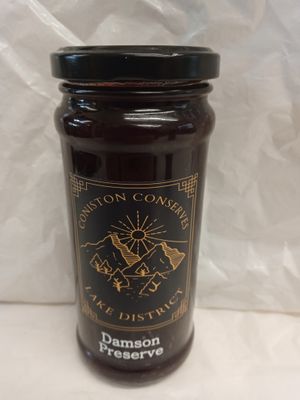 CONISTON CONSERVES
LAKE DISTRICT
Damson
Preserve